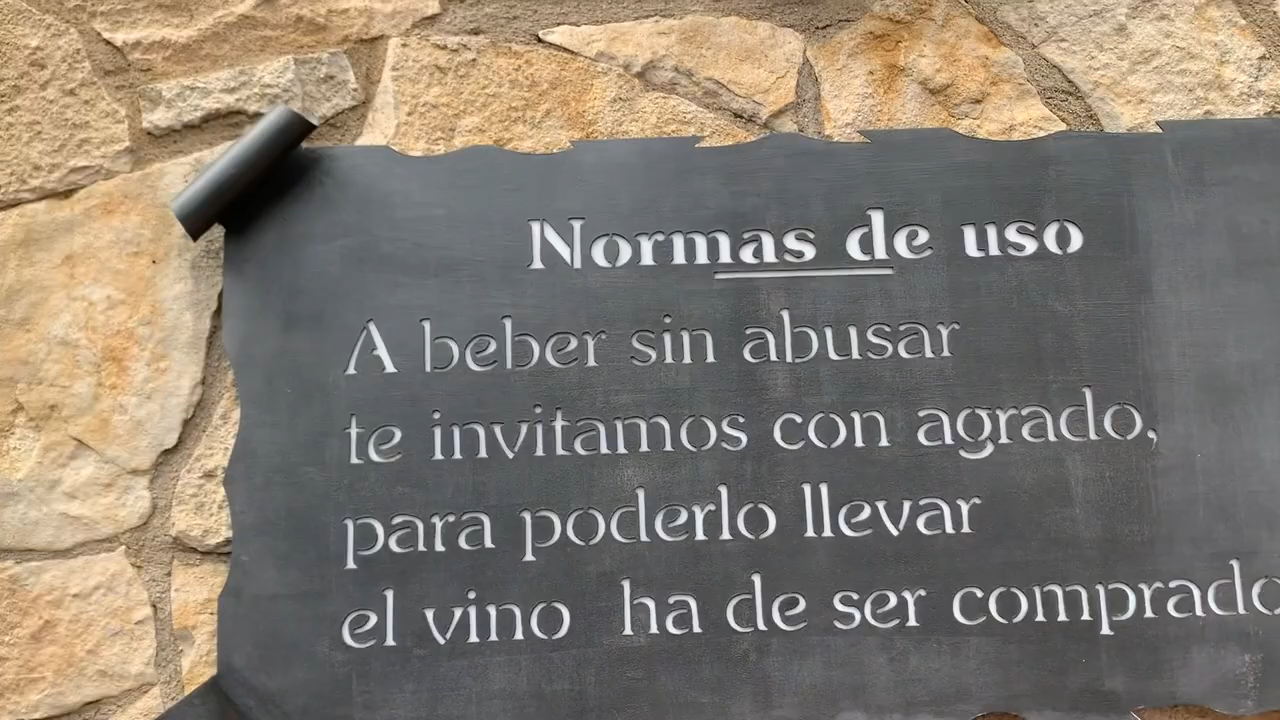 Normas de uso
A beber sin abusar
te invitamos con agrado,
para poderlo llevar
el vino ha de ser comprado